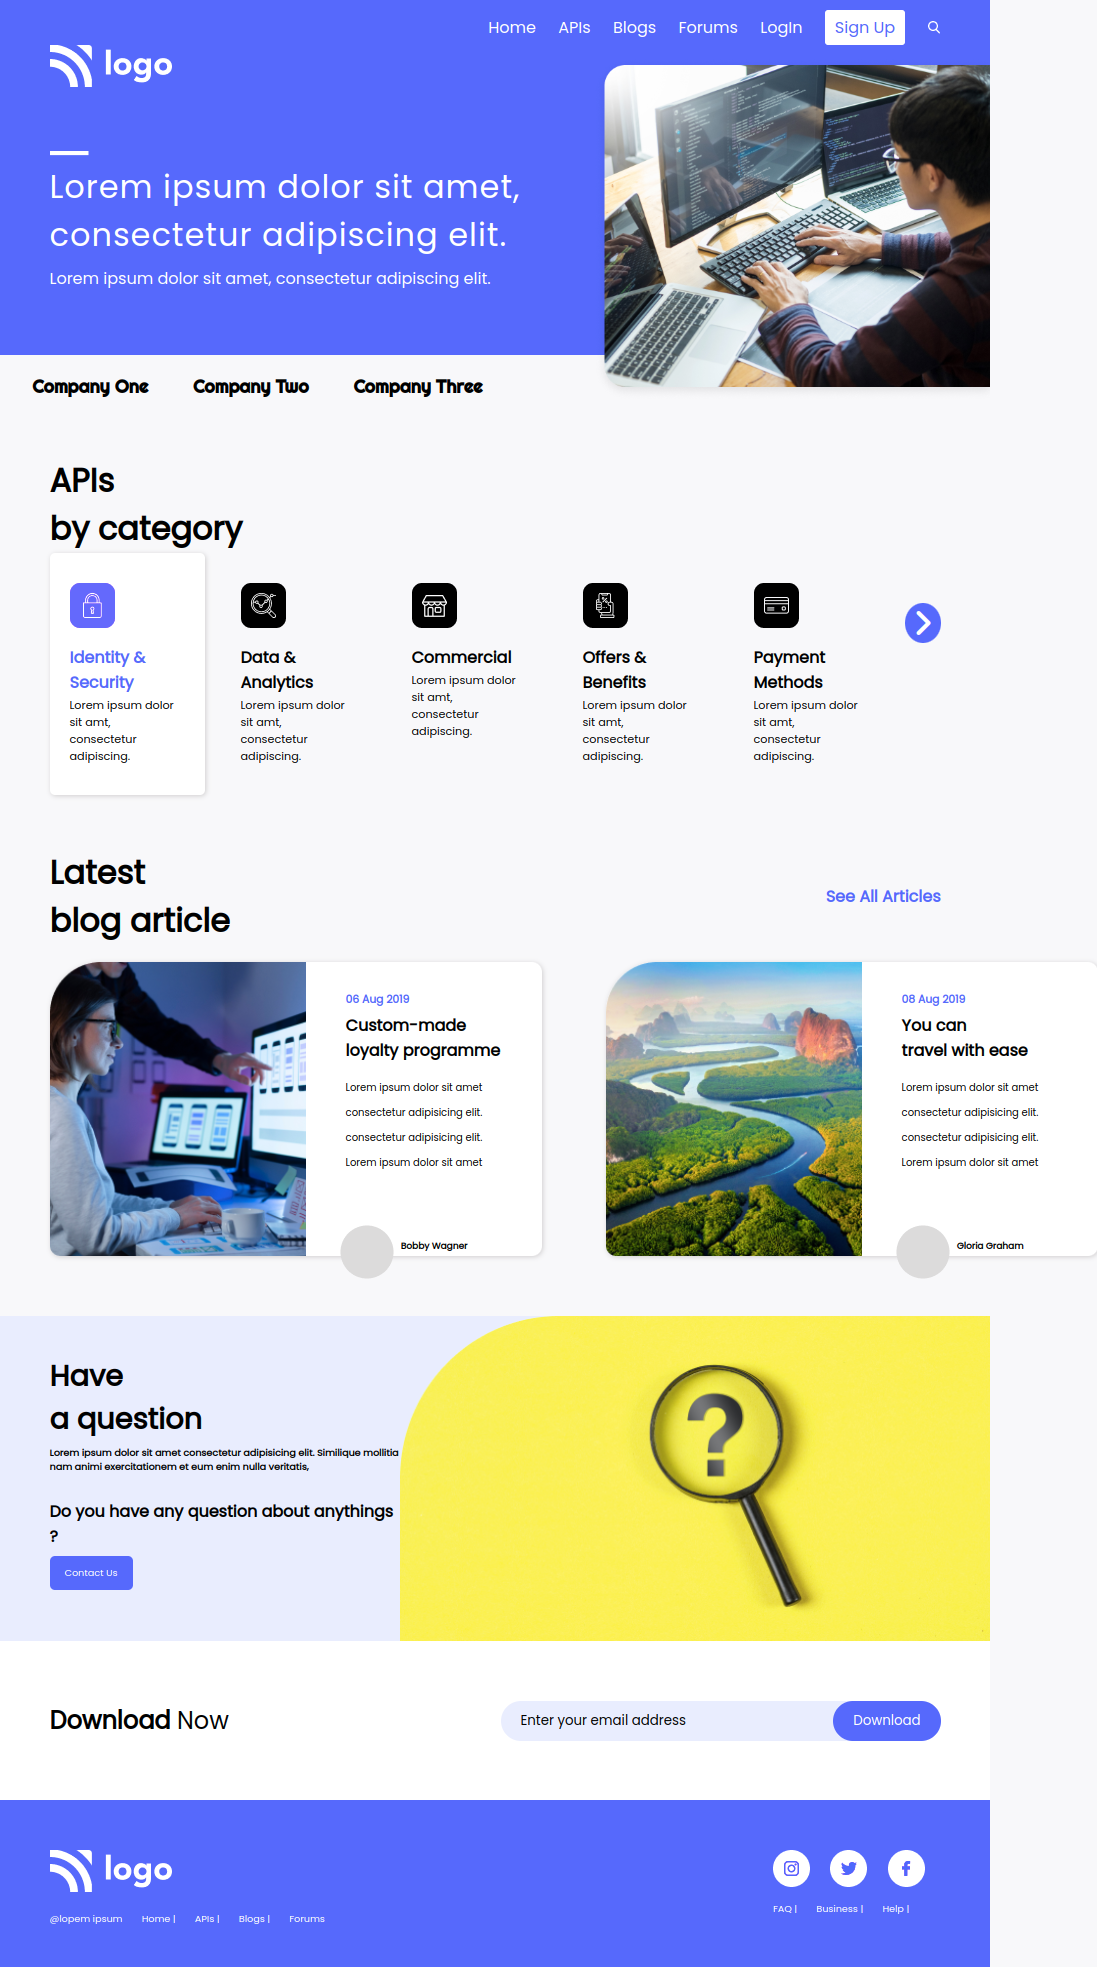 Home APIs Blogs Forums LogIn Sign Up
logo
Lorem ipsum dolor sit amet,
consectetur adipiscing elit.
Lorem ipsum dolor sit amet, consectetur adipiscing elit.
Company One Company Two Company Three
APIs
by category
Identity &
Security
Lorem ipsum dolor
sit amt,
consectetur
adipiscing.
Data &
Analytics
Lorem ipsum dolor
sit amt,
consectetur
adipiscing.
Commercial
Lorem ipsum dolor
sit amt,
consectetur
adipiscing.
Offers &
Benefits
Lorem ipsum dolor
sit amt,
consectetur
adipiscing.
Payment
Methods
Lorem ipsum dolor
sit amt,
consectetur
adipiscing.
Latest
blog article
See All Articles
06 Aug 2019
Custom-made
loyalty programme
Lorem ipsum dolor sit amet
consectetur adipisicing elit.
consectetur adipisicing elit.
Lorem ipsum dolor sit amet
Bobby Wagner
08 Aug 2019
You can
travel with ease
Lorem ipsum dolor sit amet
consectetur adipisicing elit.
consectetur adipisicing elit.
Lorem ipsum dolor sit amet
Gloria Graham
Have
a question
Lorem ipsum dolor sit amet consectetur adipisicing elit. Similique mollitia
nam animi exercitationem et eum enim nulla veritatis,
Do you have any question about anythings
?
Contact Us
?
Download Now
Enter your email address
Download
logo
@lopem ipsum Home | APIs | Blogs | Forums
FAQ | Business | Help |